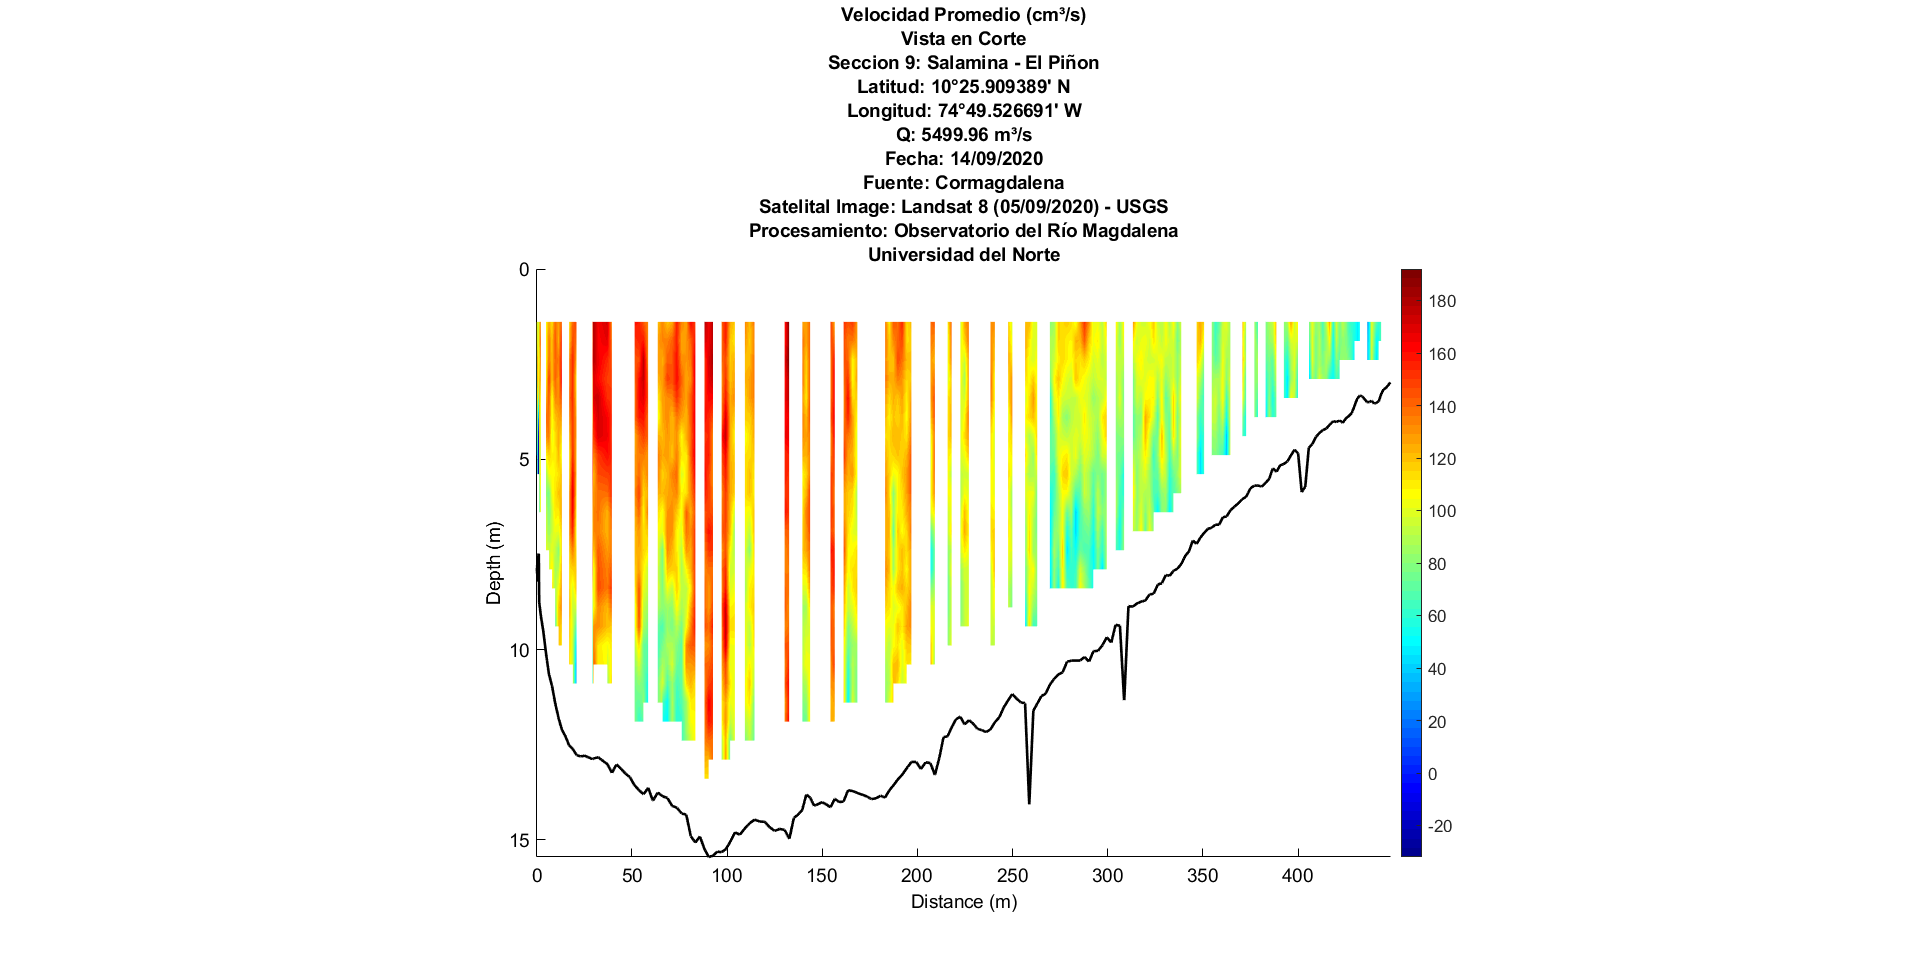 Velocidad Promedio (cm³/s)
Vista en Corte
Seccion 9: Salamina - El Piñon
Latitud: 10°25.909389' N
Longitud: 74°49.526691' W
Q: 5499.96 m³/s
Fecha: 14/09/2020
Fuente: Cormagdalena
Satelital Image: Landsat 8 (05/09/2020) - USGS
Procesamiento: Observatorio del Río Magdalena
Universidad del Norte
0
5
10
15
Depth (m)
0 50 100 150 200 250 300 350 400
Distance (m)
180
160
140
120
100
80
60
40
20
0
-20